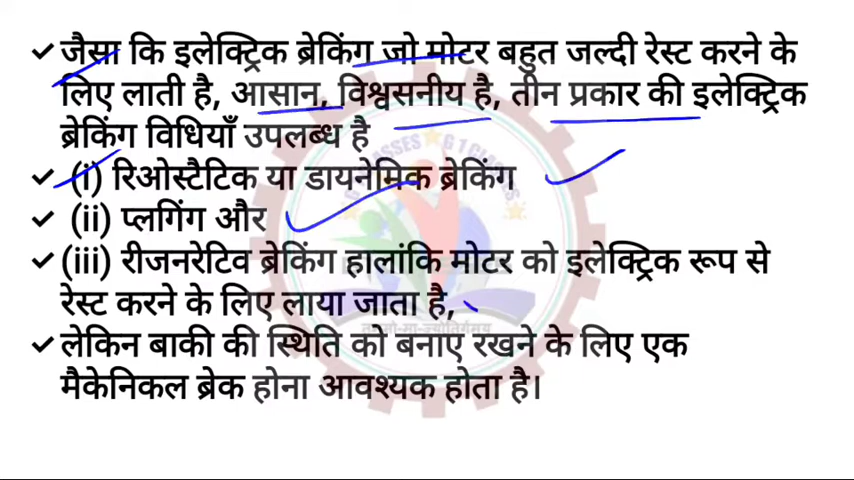 जैसा कि इलेक्ट्रिक ब्रेकिंग जो मोटर बहुत जल्दी रेस्ट करने के
लिए लाती है, आसान, विश्वसनीय है, तीन प्रकार की इलेक्ट्रिक
ब्रेकिंग विधियाँ उपलब्ध है
(i) रिओस्टैटिक या डायनेमिक ब्रेकिंग
(ii) प्लगिंग और
(iii) रीजनरेटिव ब्रेकिंग हालांकि मोटर को इलेक्ट्रिक रूप से
रेस्ट करने के लिए लाया जाता है,
लेकिन बाकी की स्थिति को बनाए रखने के लिए एक
मैकेनिकल ब्रेक होना आवश्यक होता है।